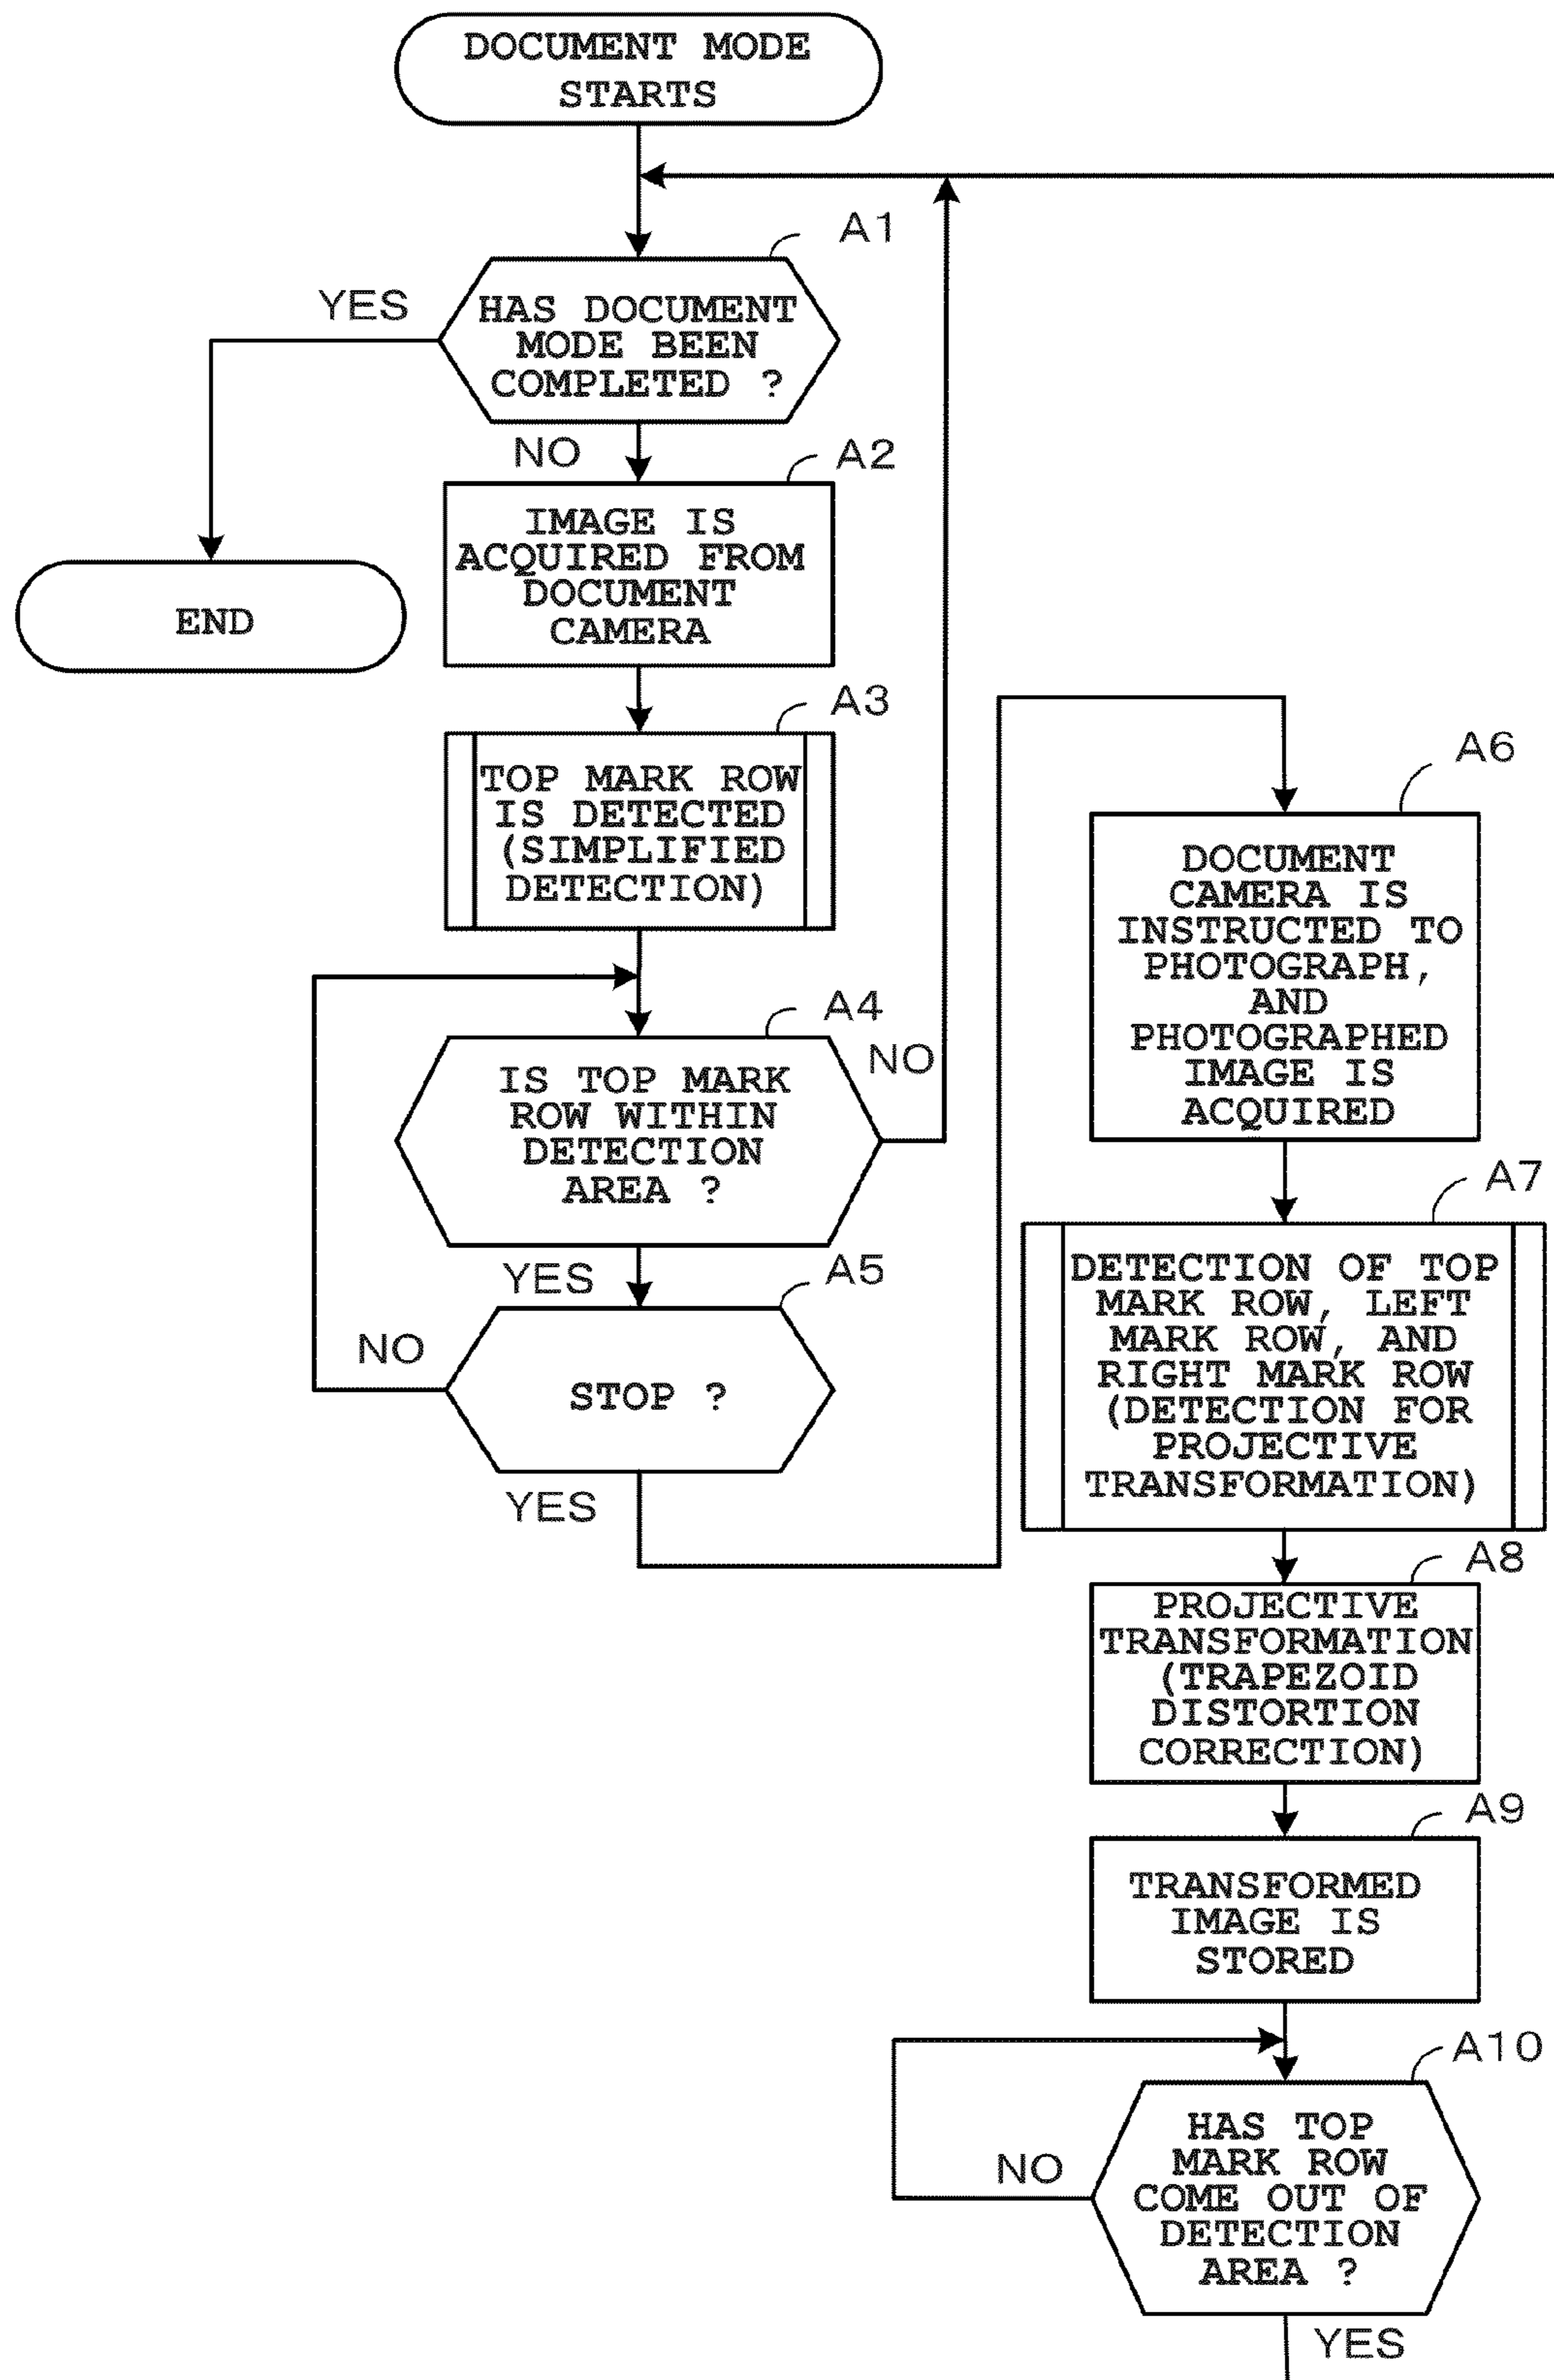 DOCUMENT MODE
STARTS
A1
YES
HAS DOCUMENT
MODE BEEN
COMPLETED ?
NO
A2
IMAGE IS
ACQUIRED FROM
DOCUMENT
CAMERA
END
A3
TOP MARK ROW
IS DETECTED
(SIMPLIFIED
DETECTION)
A4
NO
IS TOP MARK
ROW WITHIN
DETECTION
AREA ?
YES
A5
NO
STOP ?
YES
A6
DOCUMENT
CAMERA IS
INSTRUCTED TO
PHOTOGRAPH,
AND
PHOTOGRAPHED
IMAGE IS
ACQUIRED
A7
DETECTION OF TOP
MARK ROW, LEFT
MARK ROW, AND
RIGHT MARK ROW
(DETECTION FOR
PROJECTIVE
TRANSFORMATION)
A8
PROJECTIVE
TRANSFORMATION
(TRAPEZOID
DISTORTION
CORRECTION)
A9
TRANSFORMED
IMAGE IS
STORED
A10
NO
HAS TOP
MARK ROW
COME OUT OF
DETECTION
AREA ?
YES